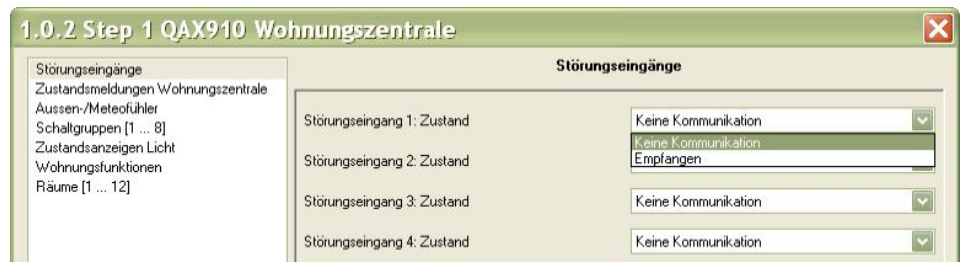 1.0.2 Step 1 QAX910 Wohnungszentrale
Störungseingänge
Zustandsmeldungen Wohnungszentrale
Aussen-/Meteofühler
Schaltgruppen [1 ... 8]
Zustandsanzeigen Licht
Wohnungsfunktionen
Räume [1 ... 12]
Störungseingänge
Störungseingang 1: Zustand Keine Kommunikation
Keine Kommunikation
Empfangen
Störungseingang 2: Zustand
Störungseingang 3: Zustand Keine Kommunikation
Störungseingang 4: Zustand Keine Kommunikation